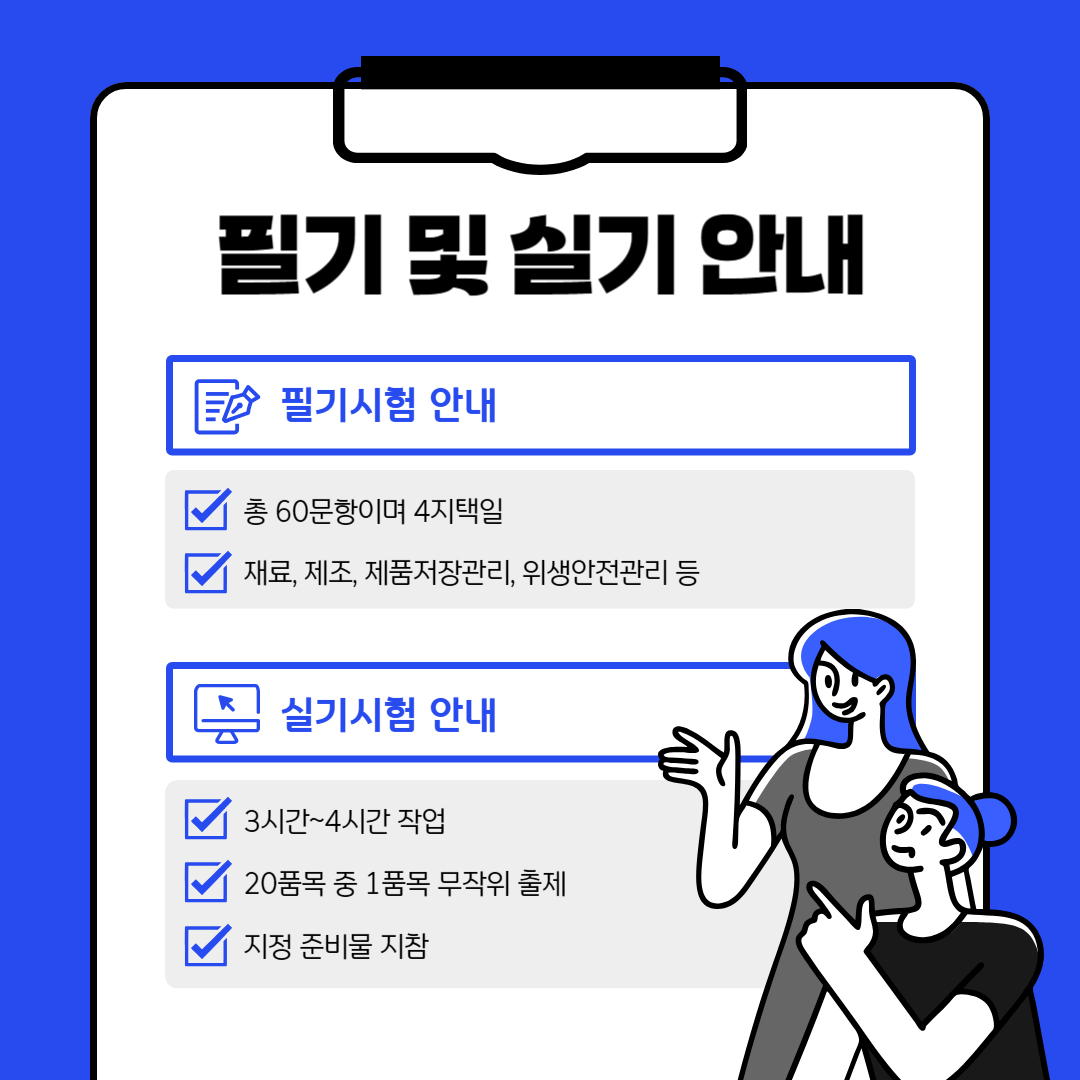 필기 및 실기 안내
필기시험 안내
총 60문항이며 4지택일
재료, 제조, 제품저장관리, 위생안전관리 등
실기시험 안내
3시간~4시간 작업
20품목 중 1품목 무작위 출제
지정 준비물 지참